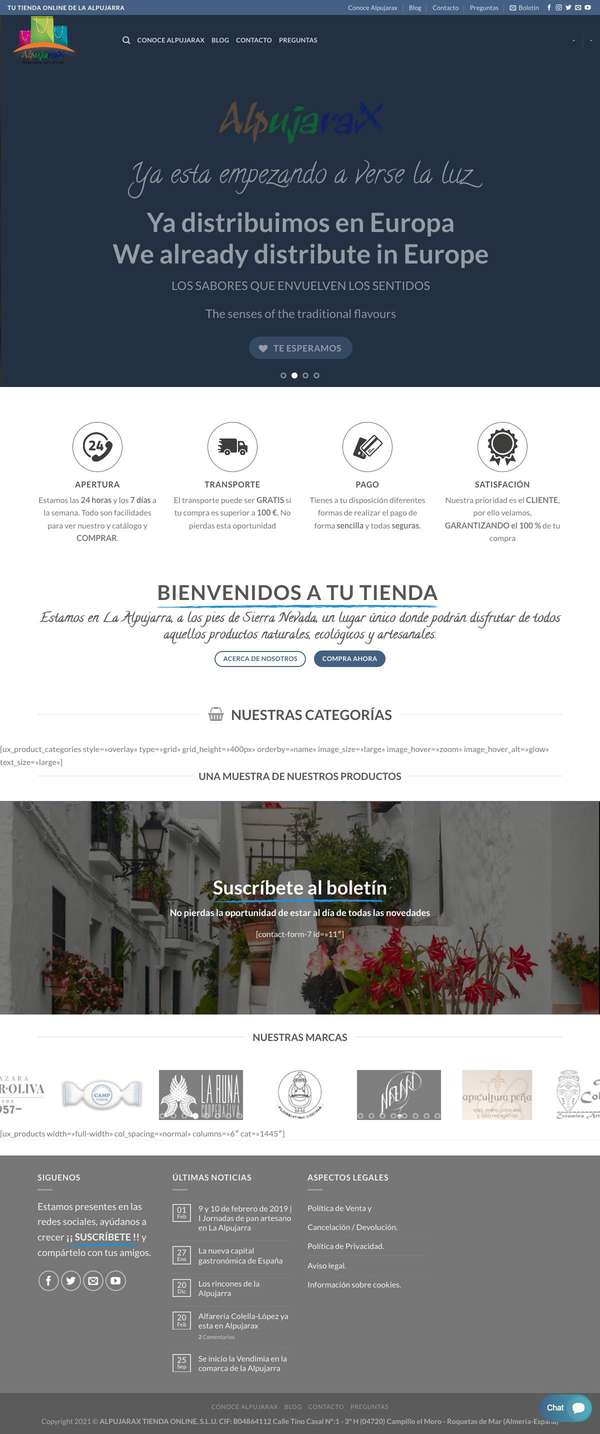 TU TIENDA ONLINE DE LA ALPUJARRA
Conoce Alpujarax Blog Contacto Preguntas Boletín
AlpujaraX
CONOCE ALPUJARAX BLOG CONTACTO PREGUNTAS
AlpujaraX
Ya esta empezando a verse la luz
Ya distribuimos en Europa
We already distribute in Europe
LOS SABORES QUE ENVUELVEN LOS SENTIDOS
The senses of the traditional flavours
TE ESPERAMOS
24
APERTURA
Estamos las 24 horas y los 7 días a
la semana. Todo son facilidades
para ver nuestro y catálogo y
COMPRAR.
TRANSPORTE
El transporte puede ser GRATIS si
tu compra es superior a 100 €. No
pierdas esta oportunidad
PAGO
Tienes a tu disposición diferentes
formas de realizar el pago de
forma sencilla y todas seguras.
SATISFACIÓN
Nuestra prioridad es el CLIENTE,
por ello velamos,
GARANTIZANDO el 100 % de tu
compra
BIENVENIDOS A TU TIENDA
Estamos en La Alpujarra, a los pies de Sierra Nevada, un lugar único donde podrán disfrutar de todos
aquellos productos naturales, ecológicos y artesanales.
ACERCA DE NOSOTROS COMPRA AHORA
NUESTRAS CATEGORÍAS
[ux_product_categories style=»overlay» type=»grid» grid_height=»400px» orderby=»name» image_size=»large» image_hover=»zoom» image_hover_alt=»glow»
text_size=»large»]
UNA MUESTRA DE NUESTROS PRODUCTOS
Suscríbete al boletín
No pierdas la oportunidad de estar al día de todas las novedades
[contact-form-7 id=»11″]
NUESTRAS MARCAS
AZARA
R·OLIVA
957–
CAMP
LA RUNA
apicultura peña
Col
[ux_products width=»full-width» col_spacing=»normal» columns=»6″ cat=»1445″]
SIGUENOS
Estamos presentes en las
redes sociales, ayúdanos a
crecer ¡¡ SUSCRÍBETE !! y
compártelo con tus amigos.
ÚLTIMAS NOTICIAS
01
Feb
9 y 10 de febrero de 2019 |
I Jornadas de pan artesano
en La Alpujarra
27
Ene
La nueva capital
gastronómica de España
20
Dic
Los rincones de la
Alpujarra
20
Feb
Alfarería Colella-López ya
esta en Alpujarax
2 Comentarios
25
Sep
Se inicio la Vendimia en la
comarca de la Alpujarra
ASPECTOS LEGALES
Política de Venta y
Cancelación / Devolución.
Política de Privacidad.
Aviso legal.
Información sobre cookies.
CONOCE ALPUJARAX BLOG CONTACTO PREGUNTAS
Copyright 2021 © ALPUJARAX TIENDA ONLINE, S.L.U. CIF: B04864112 Calle Tino Casal Nº:1 - 3º H (04720) Campillo el Moro - Roquetas de Mar (Almería-España)
Chat